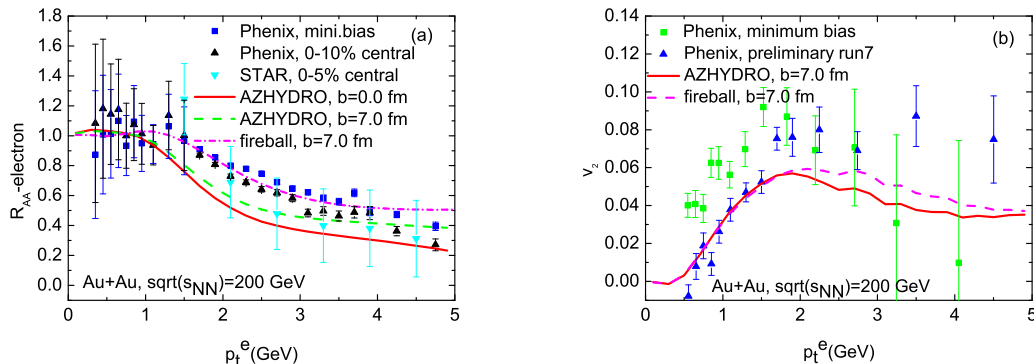 (a)
Phenix, mini.bias
Phenix, 0-10% central
STAR, 0-5% central
AZHYDRO, b=0.0 fm
AZHYDRO, b=7.0 fm
fireball, b=7.0 fm
R_AA-electron
1.8
1.6
1.4
1.2
1.0
0.8
0.6
0.4
0.2
0.0
Au+Au, sqrt(s_NN)=200 GeV
0 1 2 3 4 5
p_t^e(GeV)
(b)
Phenix, minimum bias
Phenix, preliminary run7
AZHYDRO, b=7.0 fm
fireball, b=7.0 fm
v_2
0.14
0.12
0.10
0.08
0.06
0.04
0.02
0.00
Au+Au, sqrt(s_NN)=200 GeV
0 1 2 3 4 5
p_t^e(GeV)